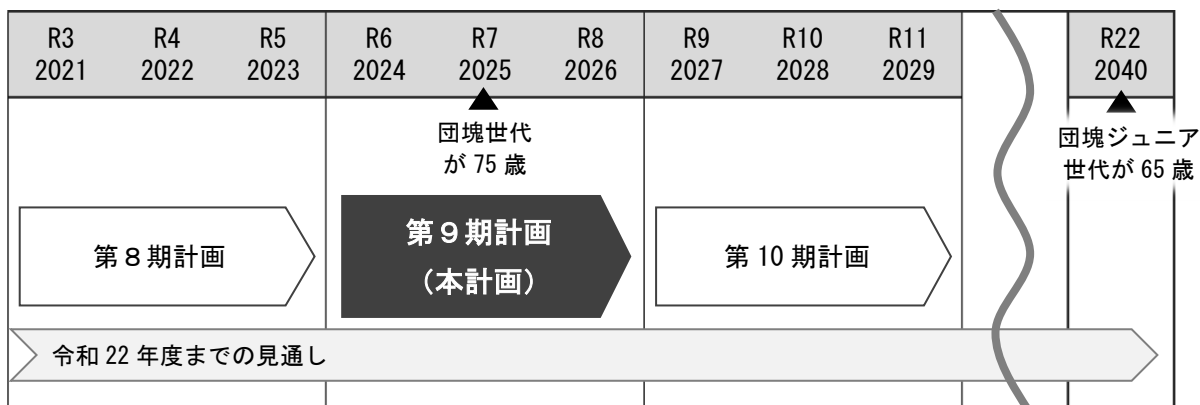 R3 R4 R5 R6 R7 R8 R9 R10 R11 R22
2021 2022 2023 2024 2025 2026 2027 2028 2029 2040
▲ ▲
団塊世代
が 75 歳
団塊ジュニア
世代が 65 歳
第8期計画
第9期計画
（本計画）
第 10 期計画
令和 22 年度までの見通し